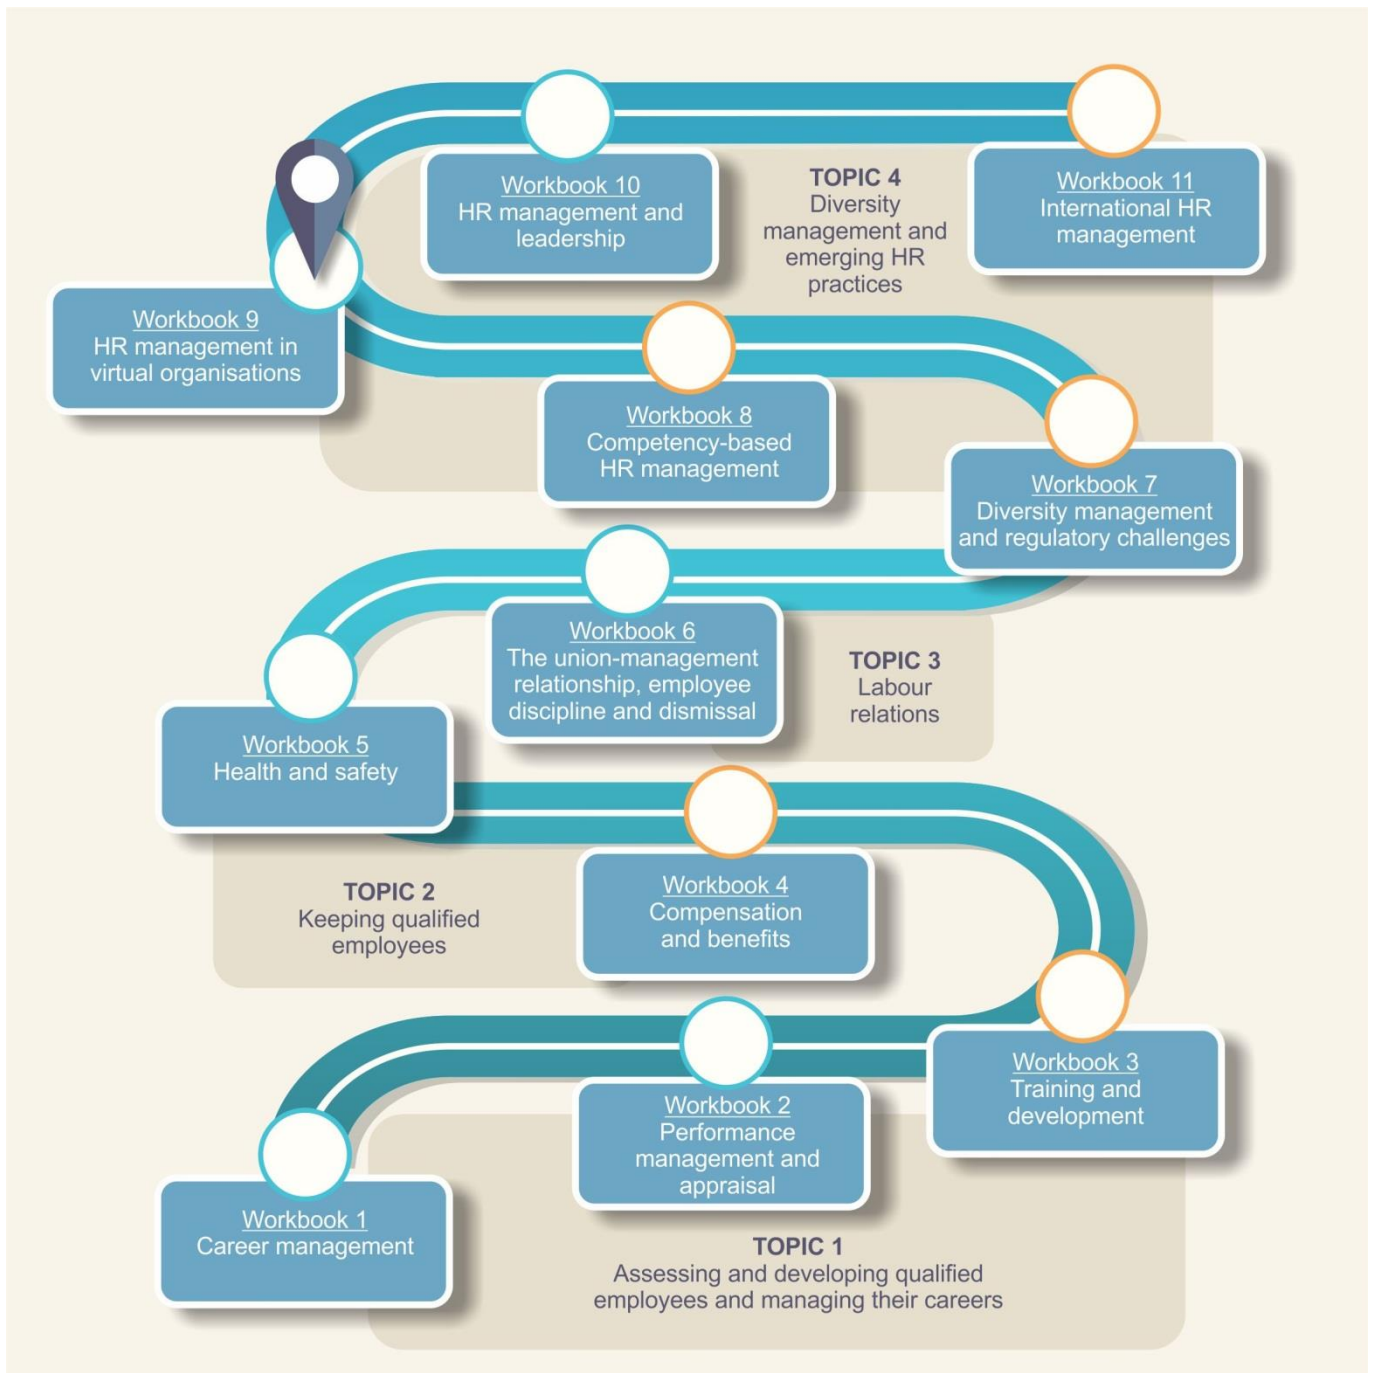 Workbook 10
HR management and
leadership
TOPIC 4
Diversity
management and
emerging HR
practices
Workbook 11
International HR
management
Workbook 9
HR management in
virtual organisations
Workbook 8
Competency-based
HR management
Workbook 7
Diversity management
and regulatory challenges
Workbook 6
The union-management
relationship, employee
discipline and dismissal
TOPIC 3
Labour
relations
Workbook 5
Health and safety
TOPIC 2
Keeping qualified
employees
Workbook 4
Compensation
and benefits
Workbook 3
Training and
development
Workbook 2
Performance
management and
appraisal
Workbook 1
Career management
TOPIC 1
Assessing and developing qualified
employees and managing their careers